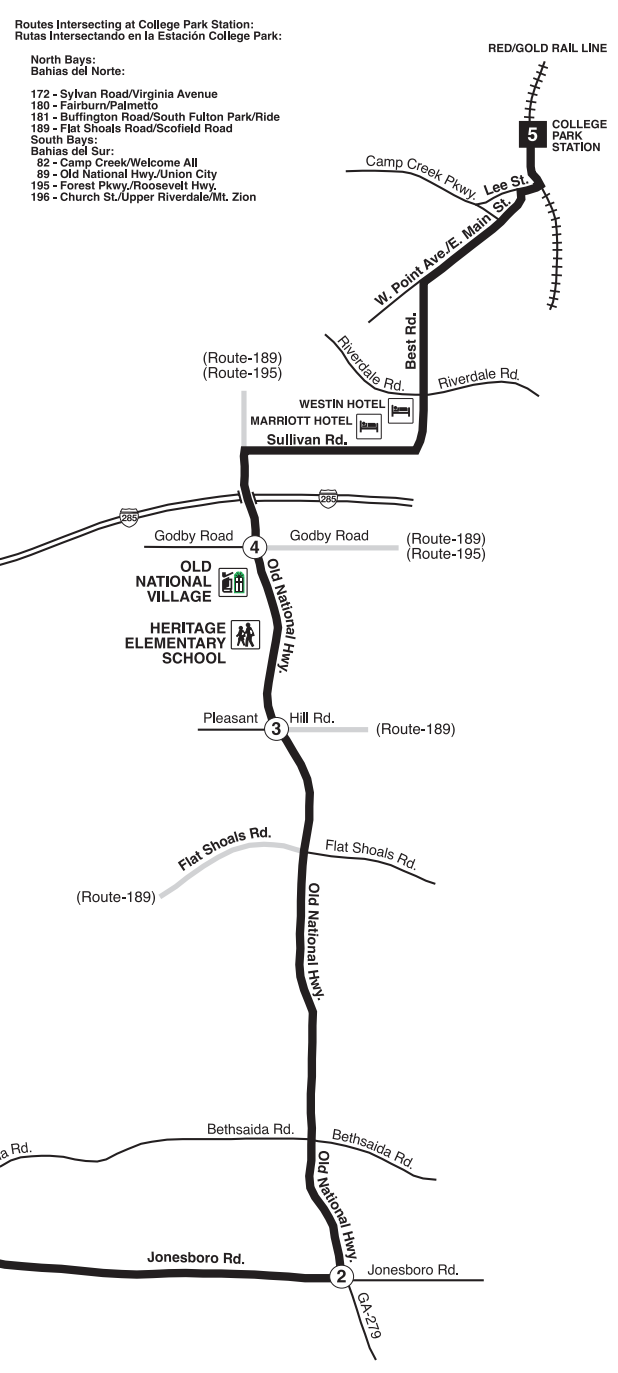 Routes Intersecting at College Park Station:
Rutas Intersectando en la Estación College Park:
North Bays:
Bahias del Norte:
172 - Sylvan Road/Virginia Avenue
180 - Fairburn/Palmetto
181 - Buffington Road/South Fulton Park/Ride
189 - Flat Shoals Road/Scofield Road
South Bays:
Bahias del Sur:
82 - Camp Creek/Welcome All
89 - Old National Hwy./Union City
195 - Forest Pkwy./Roosevelt Hwy.
196 - Church St./Upper Riverdale/Mt. Zion
RED/GOLD RAIL LINE
5
COLLEGE
PARK
STATION
Camp Creek Pkwy.
Lee St.
W. Point Ave./E. Main St.
Best Rd.
Riverdale Rd.
Riverdale Rd.
(Route-189)
(Route-195)
WESTIN HOTEL
MARRIOTT HOTEL
Sullivan Rd.
285
285
Godby Road
4
Godby Road
(Route-189)
(Route-195)
OLD
NATIONAL
VILLAGE
Old National Hwy.
HERITAGE
ELEMENTARY
SCHOOL
Pleasant
3
Hill Rd.
(Route-189)
Flat Shoals Rd.
Flat Shoals Rd.
(Route-189)
Old National Hwy.
Bethsaida Rd.
Bethsaida Rd.
a Rd.
Old National Hwy.
Jonesboro Rd.
2
Jonesboro Rd.
GA-279